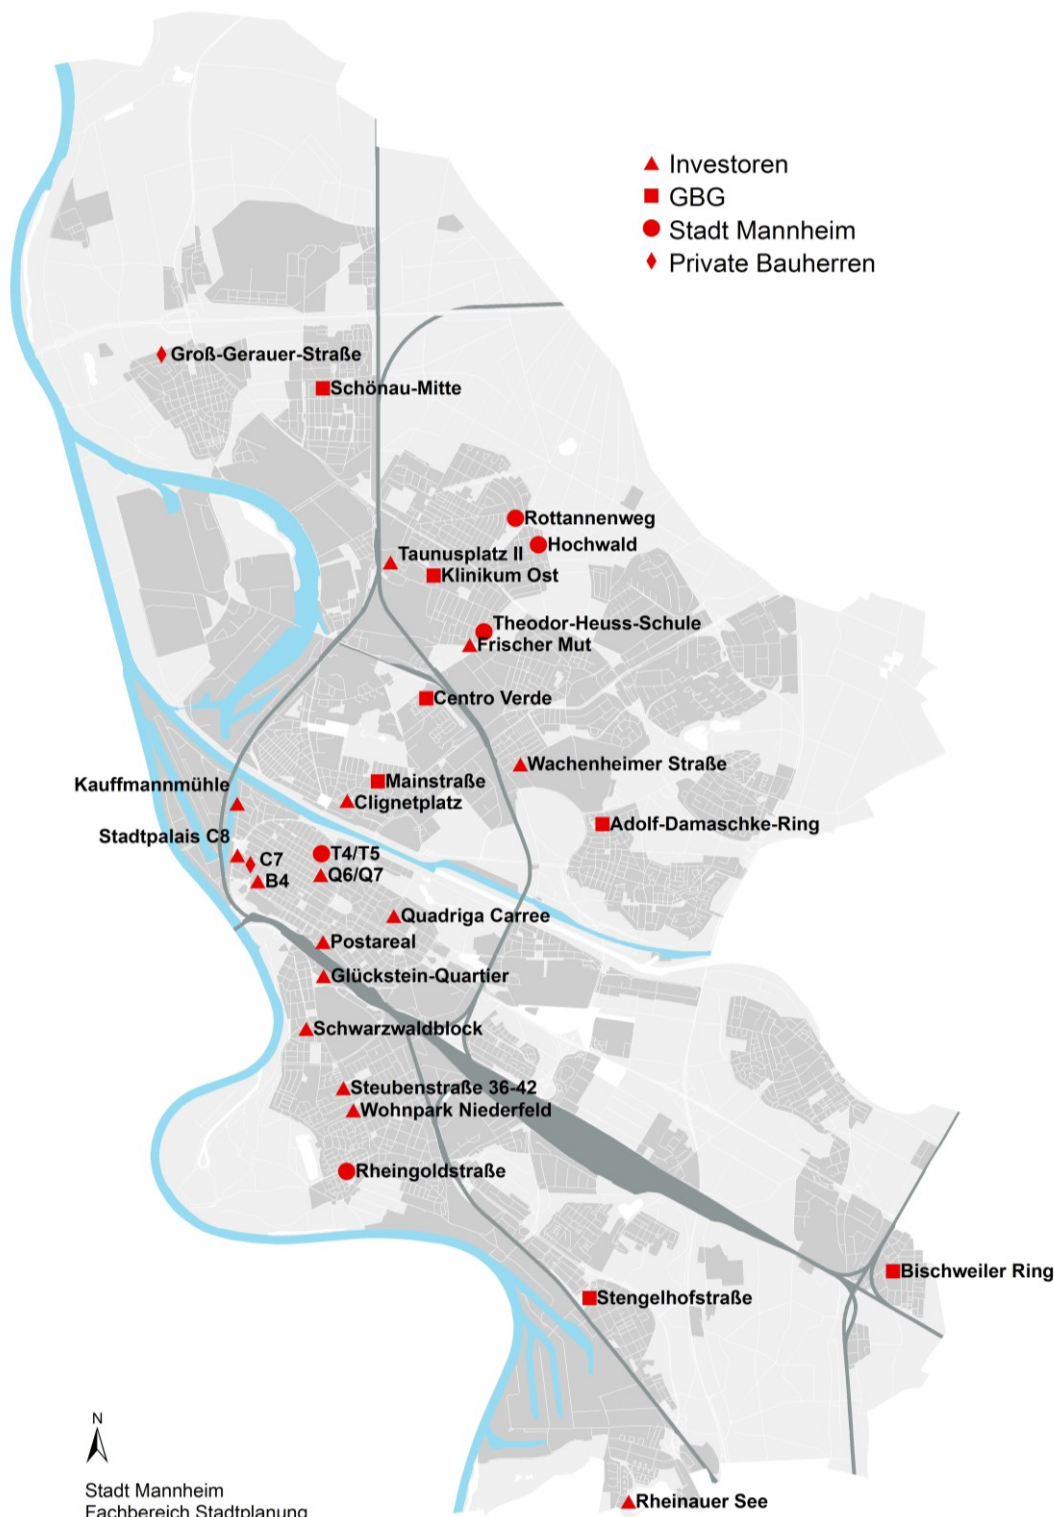 Investoren
GBG
Stadt Mannheim
Private Bauherren
Groß-Gerauer-Straße
Schönau-Mitte
Rottannenweg
Hochwald
Taunusplatz II
Klinikum Ost
Theodor-Heuss-Schule
Frischer Mut
Centro Verde
Wachenheimer Straße
Kauffmannmühle
Mainstraße
Clignetplatz
Adolf-Damaschke-Ring
Stadtpalais C8
C7
T4/T5
B4
Q6/Q7
Quadriga Carree
Postareal
Glückstein-Quartier
Schwarzwaldblock
Steubenstraße 36-42
Wohnpark Niederfeld
Rheingoldstraße
Bischweiler Ring
Stengelhofstraße
N
Stadt Mannheim
Fachbereich Stadtplanung
Rheinauer See